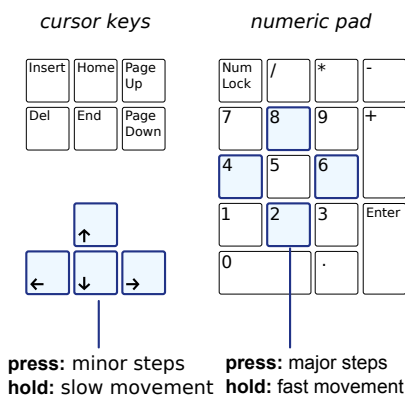 cursor keys
numeric pad
Insert Home Page Up
Del End Page Down
↑
← ↓ →
Num Lock / * -
7 8 9 +
4 5 6
1 2 3 Enter
0 .
press: minor steps
hold: slow movement
press: major steps
hold: fast movement